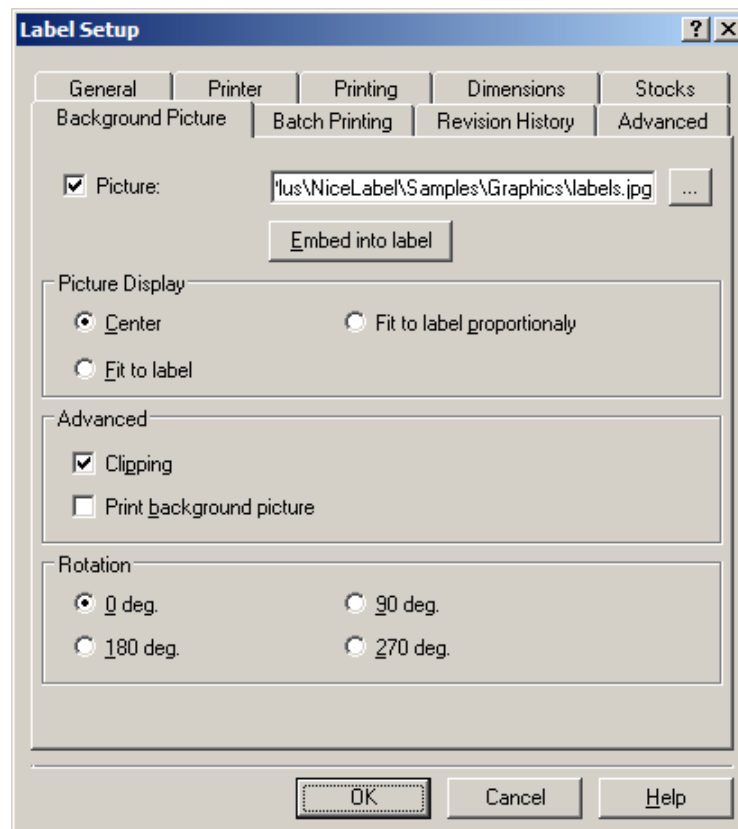 Label Setup
General Printer Printing Dimensions Stocks
Background Picture Batch Printing Revision History Advanced
Picture: 'lus\NiceLabel\Samples\Graphics\labels.jpg ...
Embed into label
Picture Display
Center Fit to label proportionaly
Fit to label
Advanced
Clipping
Print background picture
Rotation
0 deg. 90 deg.
180 deg. 270 deg.
OK Cancel Help